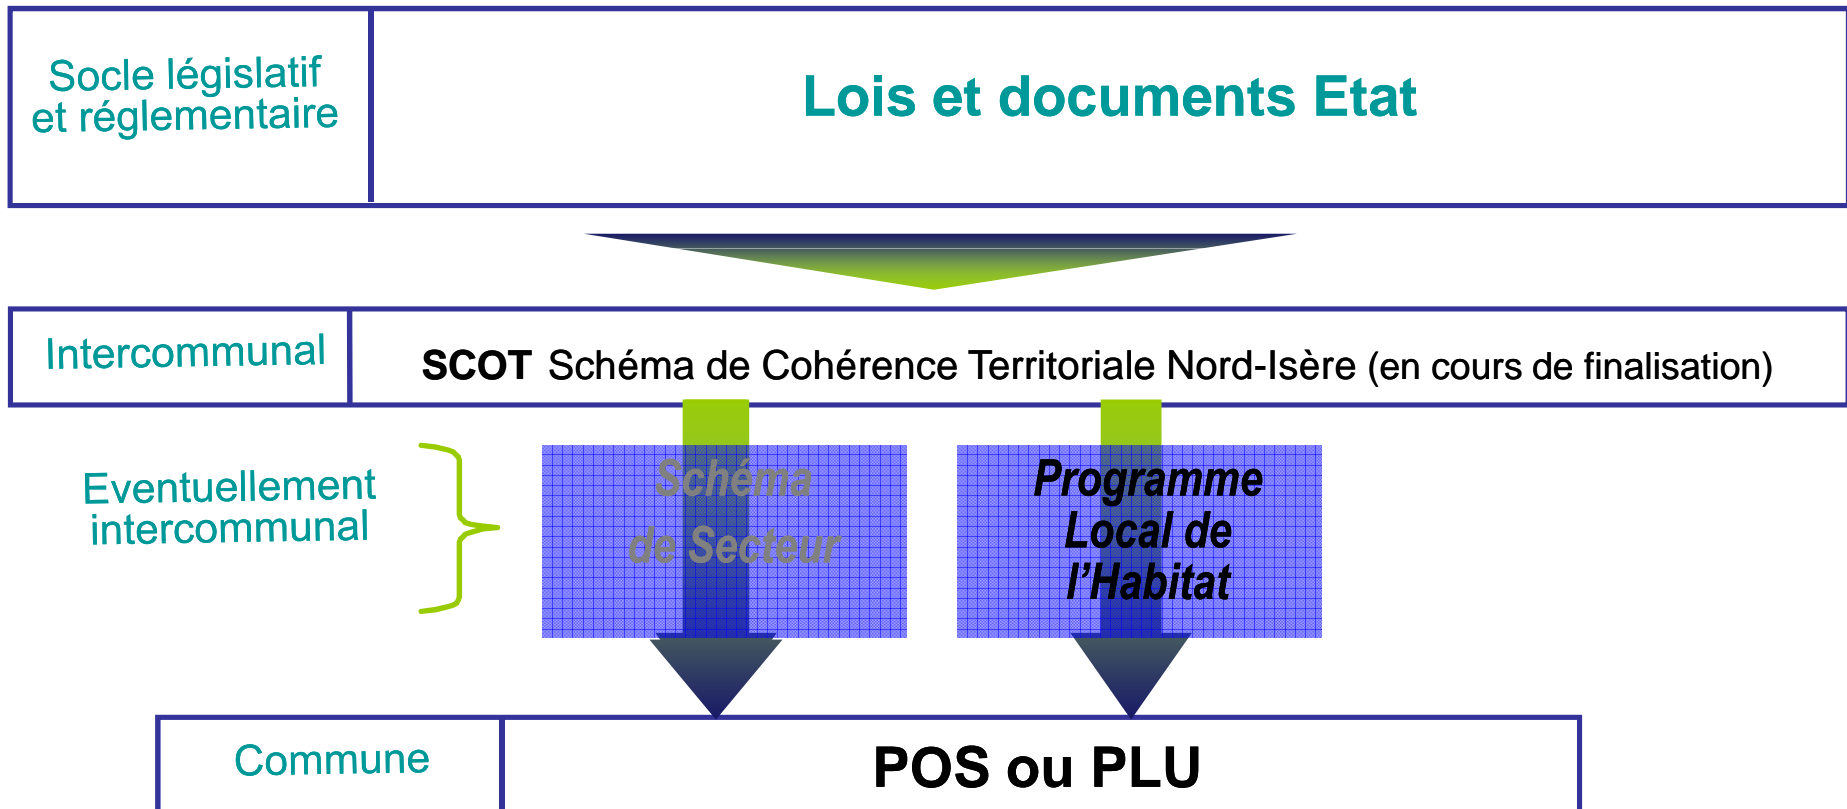 Socle législatif
et réglementaire
Lois et documents Etat
Intercommunal
SCOT Schéma de Cohérence Territoriale Nord-Isère (en cours de finalisation)
Eventuellement
intercommunal
Schéma
de Secteur
Programme
Local de
l’Habitat
Commune
POS ou PLU